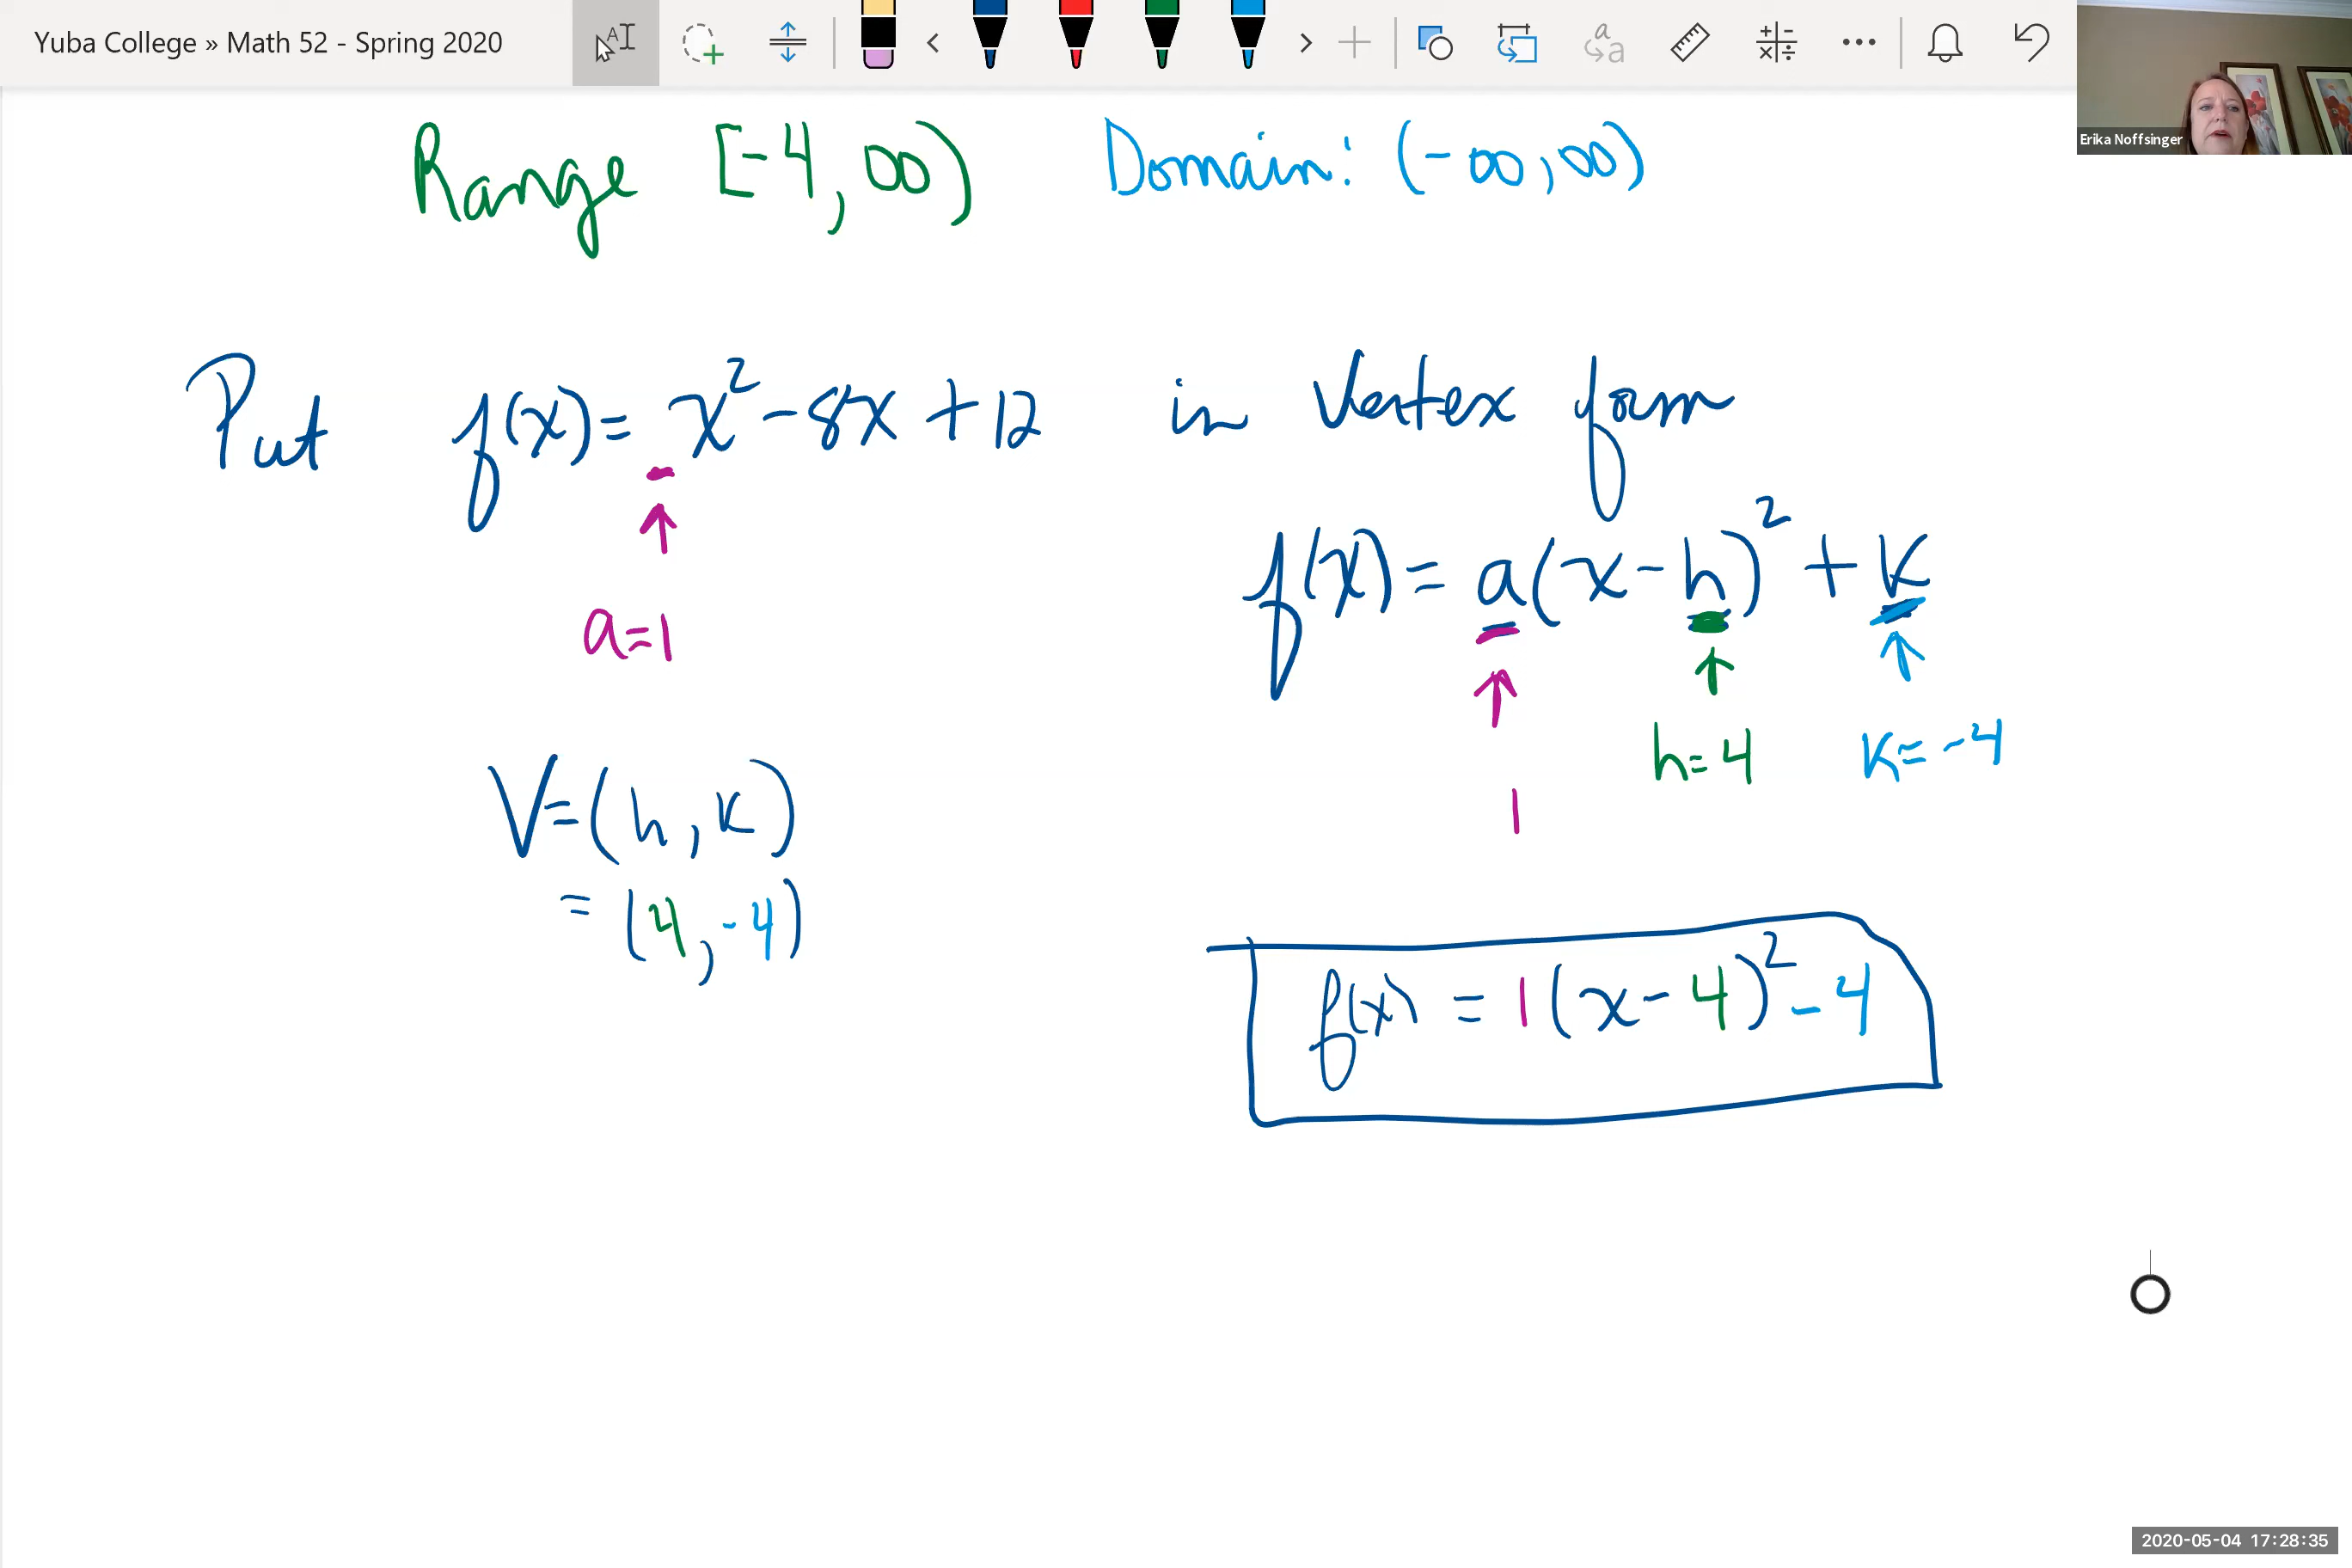 Yuba College » Math 52 - Spring 2020
Erika Noffsinger
Range [-4, ∞) Domain: (-∞, ∞)
Put f(x) = x² - 8x + 12 in Vertex form
f(x) = a(x - h)² + k
a=1
h=4 k=-4
1
V=(h, k)
= (4, -4)
f(x) = 1(x - 4)² - 4
2020-05-04 17:28:35